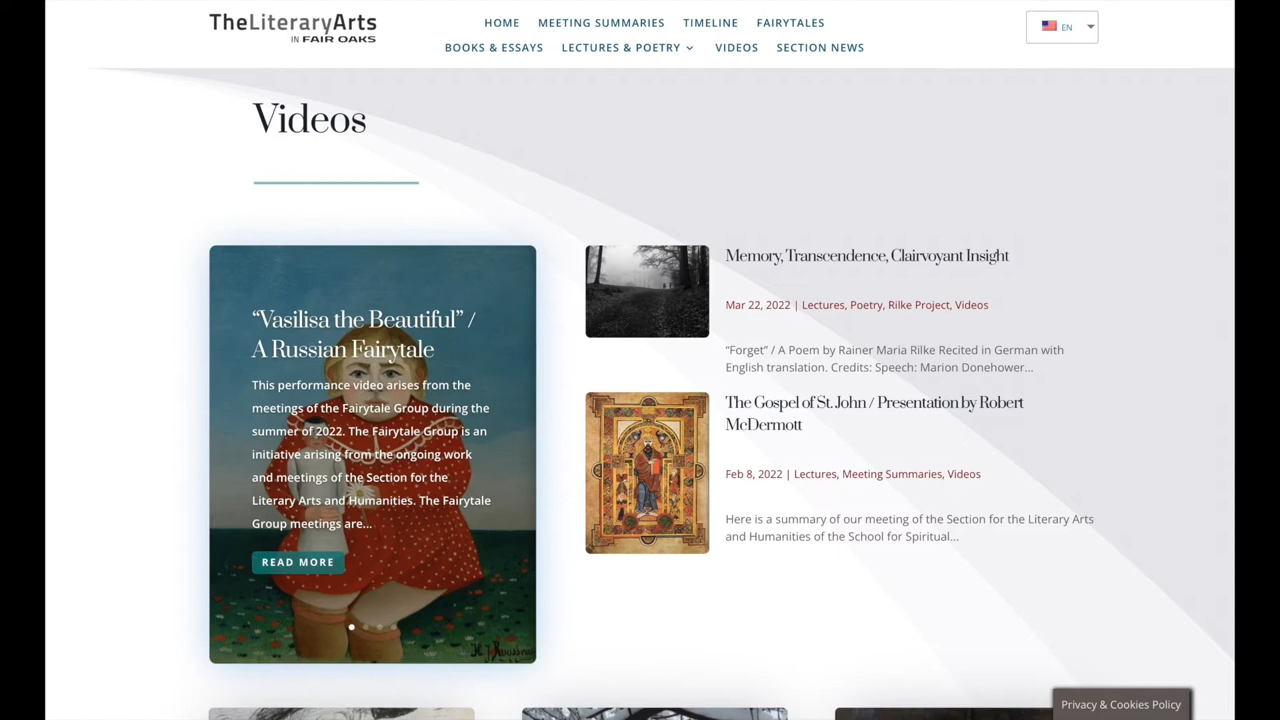 TheLiteraryArts
IN FAIR OAKS
HOME MEETING SUMMARIES TIMELINE FAIRYTALES
BOOKS & ESSAYS LECTURES & POETRY VIDEOS SECTION NEWS
EN
Videos
“Vasilisa the Beautiful” /
A Russian Fairytale
This performance video arises from the
meetings of the Fairytale Group during the
summer of 2022. The Fairytale Group is an
initiative arising from the ongoing work
and meetings of the Section for the
Literary Arts and Humanities. The Fairytale
Group meetings are...
READ MORE
Memory, Transcendence, Clairvoyant Insight
Mar 22, 2022 | Lectures, Poetry, Rilke Project, Videos
“Forget” / A Poem by Rainer Maria Rilke Recited in German with
English translation. Credits: Speech: Marion Donehower...
The Gospel of St. John / Presentation by Robert
McDermott
Feb 8, 2022 | Lectures, Meeting Summaries, Videos
Here is a summary of our meeting of the Section for the Literary Arts
and Humanities of the School for Spiritual...
Privacy & Cookies Policy